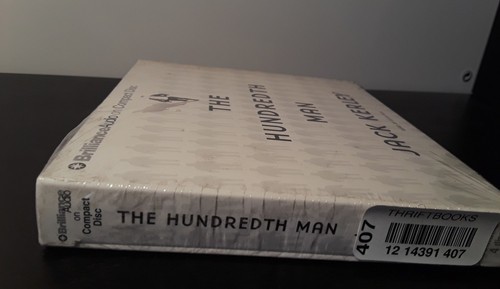 Brilliance Audio on Compact Disc
THE
HUNDREDTH
MAN
JACK KERLEY
Brilliance
AUDIO
on
Compact
Disc
THE HUNDREDTH MAN
407
THRIFTBOOKS
12 14391 407